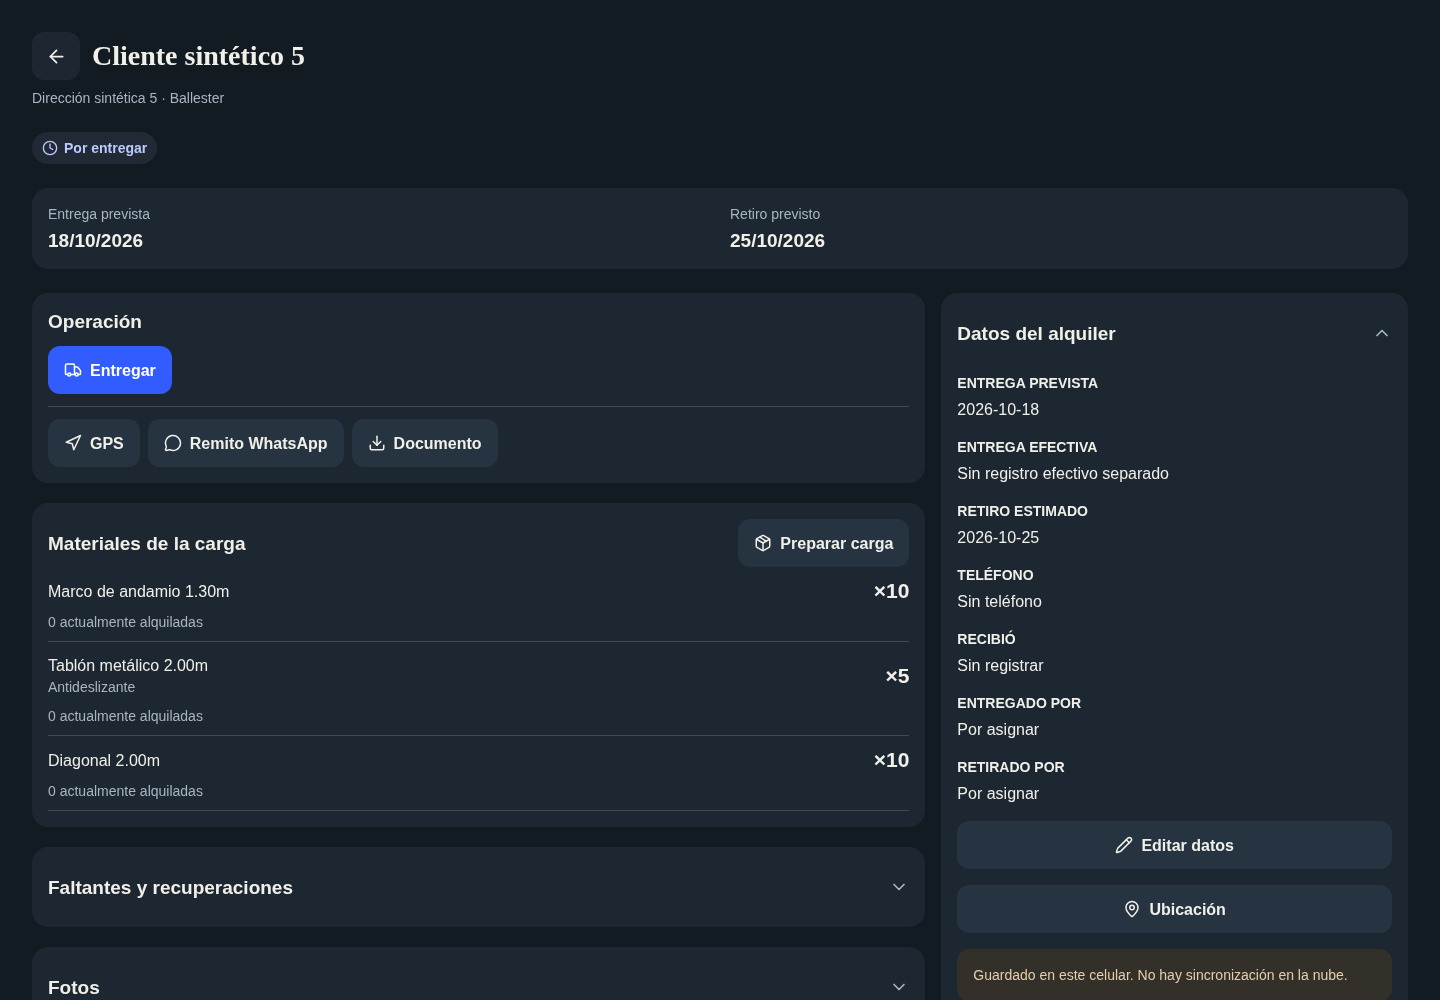 Cliente sintético 5
Dirección sintética 5 · Ballester
Por entregar
Entrega prevista
18/10/2026
Retiro previsto
25/10/2026
Operación
Entregar
GPS
Remito WhatsApp
Documento
Materiales de la carga
Preparar carga
Marco de andamio 1.30m
×10
0 actualmente alquiladas
Tablón metálico 2.00m
Antideslizante
×5
0 actualmente alquiladas
Diagonal 2.00m
×10
0 actualmente alquiladas
Faltantes y recuperaciones
Fotos
Datos del alquiler
ENTREGA PREVISTA
2026-10-18
ENTREGA EFECTIVA
Sin registro efectivo separado
RETIRO ESTIMADO
2026-10-25
TELÉFONO
Sin teléfono
RECIBIÓ
Sin registrar
ENTREGADO POR
Por asignar
RETIRADO POR
Por asignar
Editar datos
Ubicación
Guardado en este celular. No hay sincronización en la nube.